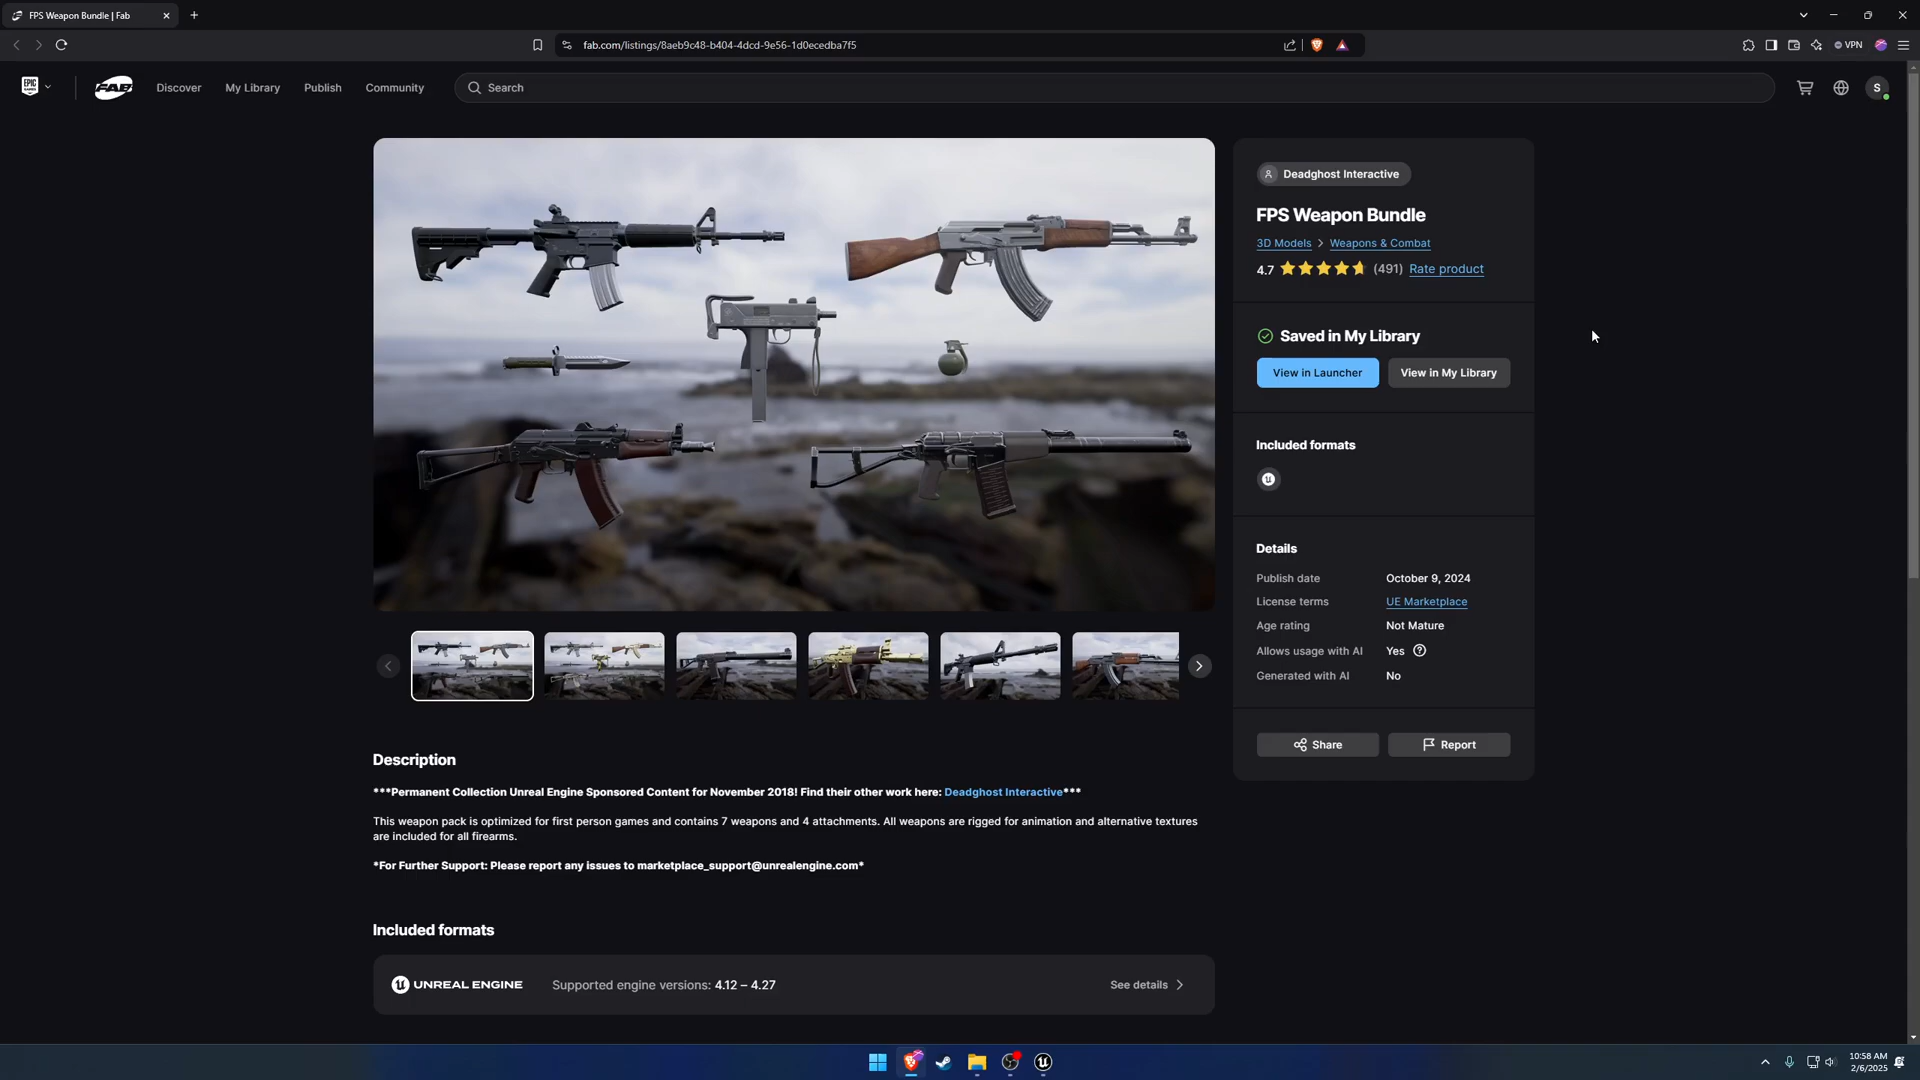 FPS Weapon Bundle | Fab
fab.com/listings/8aeb9c48-b404-4dcd-9e56-1d0ecedba7f5
VPN
EPIC GAMES
FAB
Discover
My Library
Publish
Community
Search
S
Deadghost Interactive
FPS Weapon Bundle
3D Models > Weapons & Combat
4.7 (491) Rate product
Saved in My Library
View in Launcher
View in My Library
Included formats
Details
Publish date October 9, 2024
License terms UE Marketplace
Age rating Not Mature
Allows usage with AI Yes
Generated with AI No
Share
Report
Description
***Permanent Collection Unreal Engine Sponsored Content for November 2018! Find their other work here: Deadghost Interactive***
This weapon pack is optimized for first person games and contains 7 weapons and 4 attachments. All weapons are rigged for animation and alternative textures
are included for all firearms.
*For Further Support: Please report any issues to marketplace_support@unrealengine.com*
Included formats
UNREAL ENGINE Supported engine versions: 4.12 – 4.27 See details
10:58 AM
2/6/2025